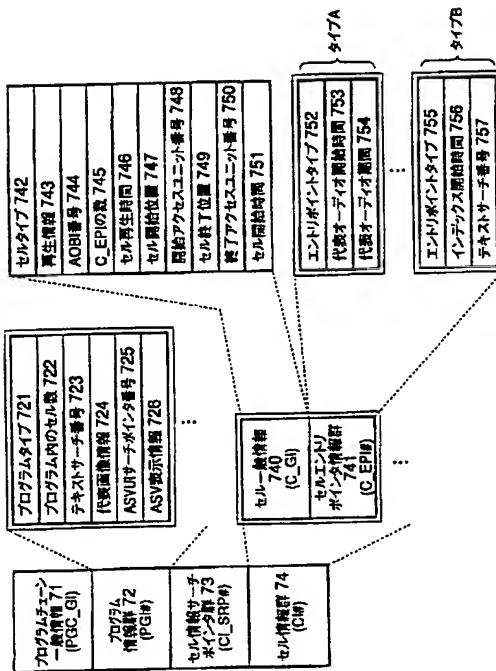 プログラムチェーン
一般情報 71
(PGC_GI)
プログラム
情報群 72
(PGI#)
セル情報サーチ
ポインタ群 73
(CI_SRP#)
セル情報群 74
(CI#)
プログラムタイプ 721
プログラム内のセル数 722
テキストサーチ番号 723
代表画像情報 724
ASVUIサーチポインタ番号 725
ASV表示情報 726
セル一般情報
740
(C_GI)
セルエントリ
ポインタ情報群
741
(C_EPI#)
セルタイプ 742
再生情報 743
AOBI番号 744
C_EPIの数 745
セル再生時間 746
セル開始位置 747
開始アクセスユニット番号 748
セル終了位置 749
終了アクセスユニット番号 750
セル開始時間 751
エントリポイントタイプ 752
代表オーディオ開始時間 753
代表オーディオ期間 754
タイプA
エントリポイントタイプ 755
インデックス開始時間 756
テキストサーチ番号 757
タイプB